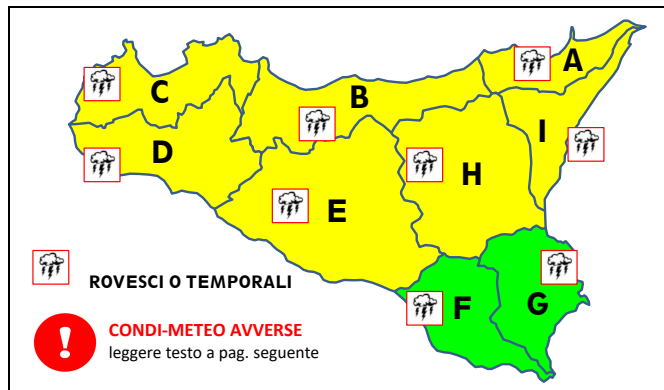 A
C
B
I
D
H
E
F
G
ROVESCI O TEMPORALI
!
CONDI-METEO AVVERSE
leggere testo a pag. seguente